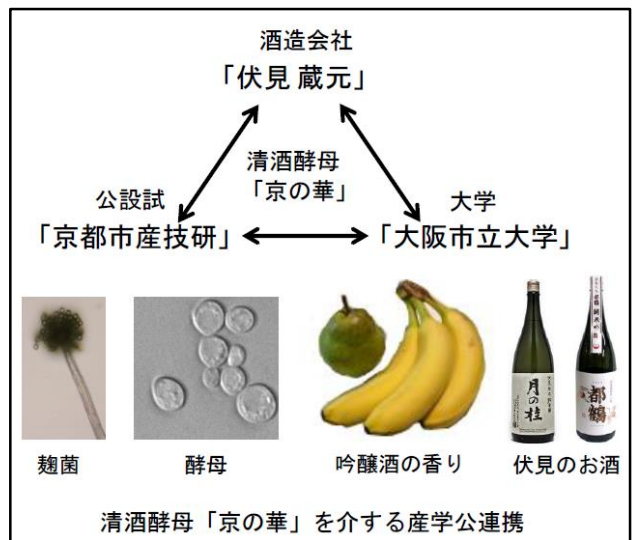 酒造会社
「伏見 蔵元」
清酒酵母
「京の華」
公設試
「京都市産技研」
大学
「大阪市立大学」
月の桂
都鶴
麹菌
酵母
吟醸酒の香り
伏見のお酒
清酒酵母「京の華」を介する産学公連携